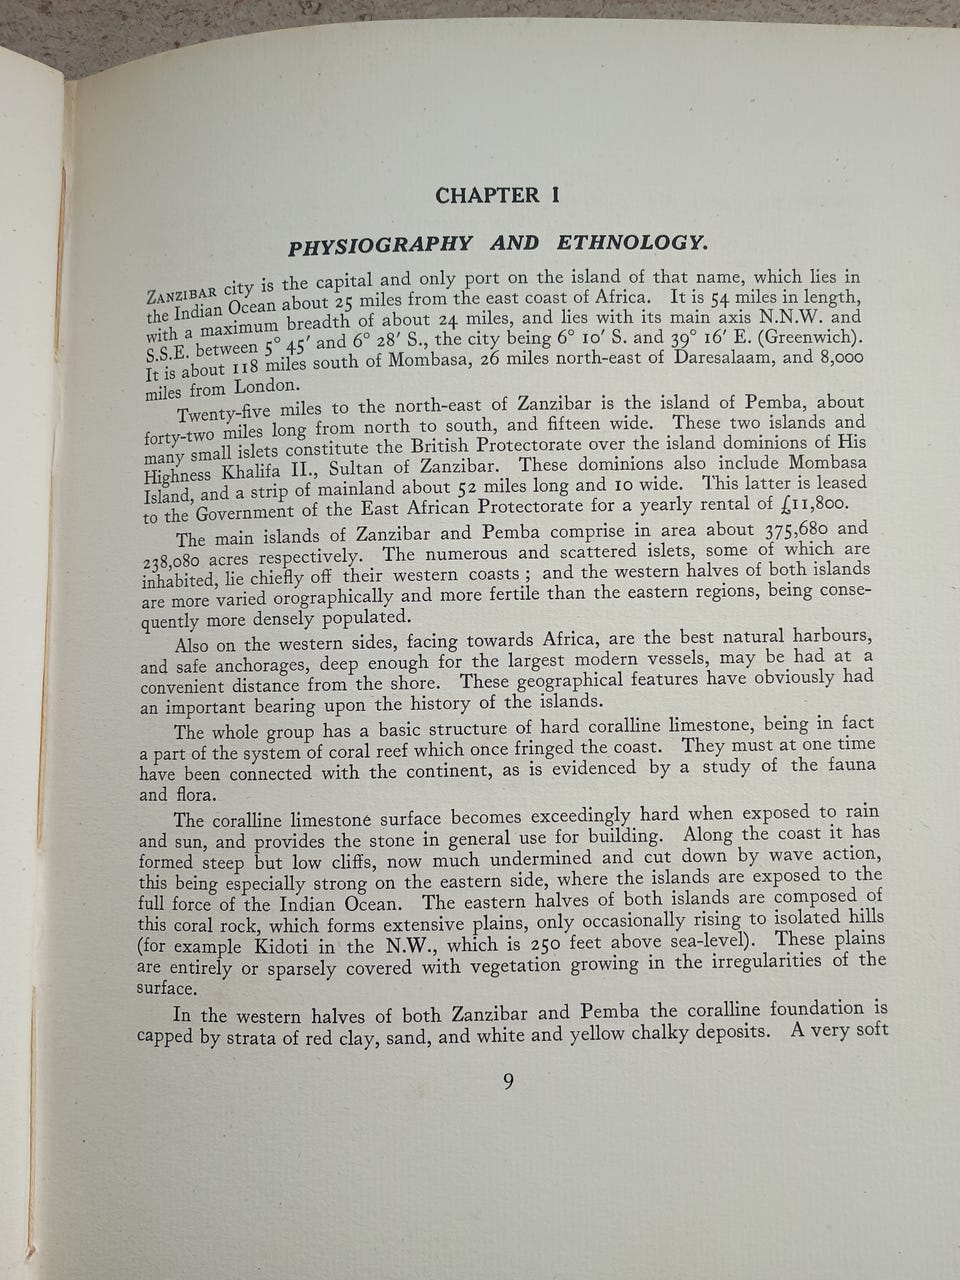 CHAPTER I
PHYSIOGRAPHY AND ETHNOLOGY.
ZANZIBAR city is the capital and only port on the island of that name, which lies in
the Indian Ocean about 25 miles from the east coast of Africa. It is 54 miles in length,
with a maximum breadth of about 24 miles, and lies with its main axis N.N.W. and
S.S.E. between 5° 45′ and 6° 28′ S., the city being 6° 10′ S. and 39° 16′ E. (Greenwich).
It is about 118 miles south of Mombasa, 26 miles north-east of Daresalaam, and 8,000
miles from London.
Twenty-five miles to the north-east of Zanzibar is the island of Pemba, about
forty-two miles long from north to south, and fifteen wide. These two islands and
many small islets constitute the British Protectorate over the island dominions of His
Highness Khalifa II., Sultan of Zanzibar. These dominions also include Mombasa
Island, and a strip of mainland about 52 miles long and 10 wide. This latter is leased
to the Government of the East African Protectorate for a yearly rental of £11,800.
The main islands of Zanzibar and Pemba comprise in area about 375,680 and
238,080 acres respectively. The numerous and scattered islets, some of which are
inhabited, lie chiefly off their western coasts ; and the western halves of both islands
are more varied orographically and more fertile than the eastern regions, being conse-
quently more densely populated.
Also on the western sides, facing towards Africa, are the best natural harbours,
and safe anchorages, deep enough for the largest modern vessels, may be had at a
convenient distance from the shore. These geographical features have obviously had
an important bearing upon the history of the islands.
The whole group has a basic structure of hard coralline limestone, being in fact
a part of the system of coral reef which once fringed the coast. They must at one time
have been connected with the continent, as is evidenced by a study of the fauna
and flora.
The coralline limestone surface becomes exceedingly hard when exposed to rain
and sun, and provides the stone in general use for building. Along the coast it has
formed steep but low cliffs, now much undermined and cut down by wave action,
this being especially strong on the eastern side, where the islands are exposed to the
full force of the Indian Ocean. The eastern halves of both islands are composed of
this coral rock, which forms extensive plains, only occasionally rising to isolated hills
(for example Kidoti in the N.W., which is 250 feet above sea-level). These plains
are entirely or sparsely covered with vegetation growing in the irregularities of the
surface.
In the western halves of both Zanzibar and Pemba the coralline foundation is
capped by strata of red clay, sand, and white and yellow chalky deposits. A very soft
9